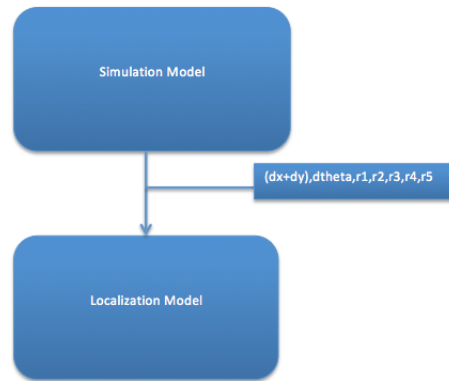 Simulation Model
(dx+dy),dtheta,r1,r2,r3,r4,r5
Localization Model